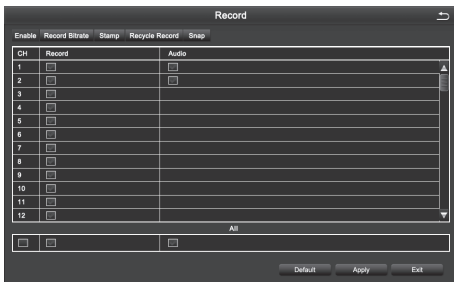 Record
Enable Record Bitrate Stamp Recycle Record Snap
CH Record Audio
1
2
3
4
5
6
7
8
9
10
11
12
All
Default Apply Exit